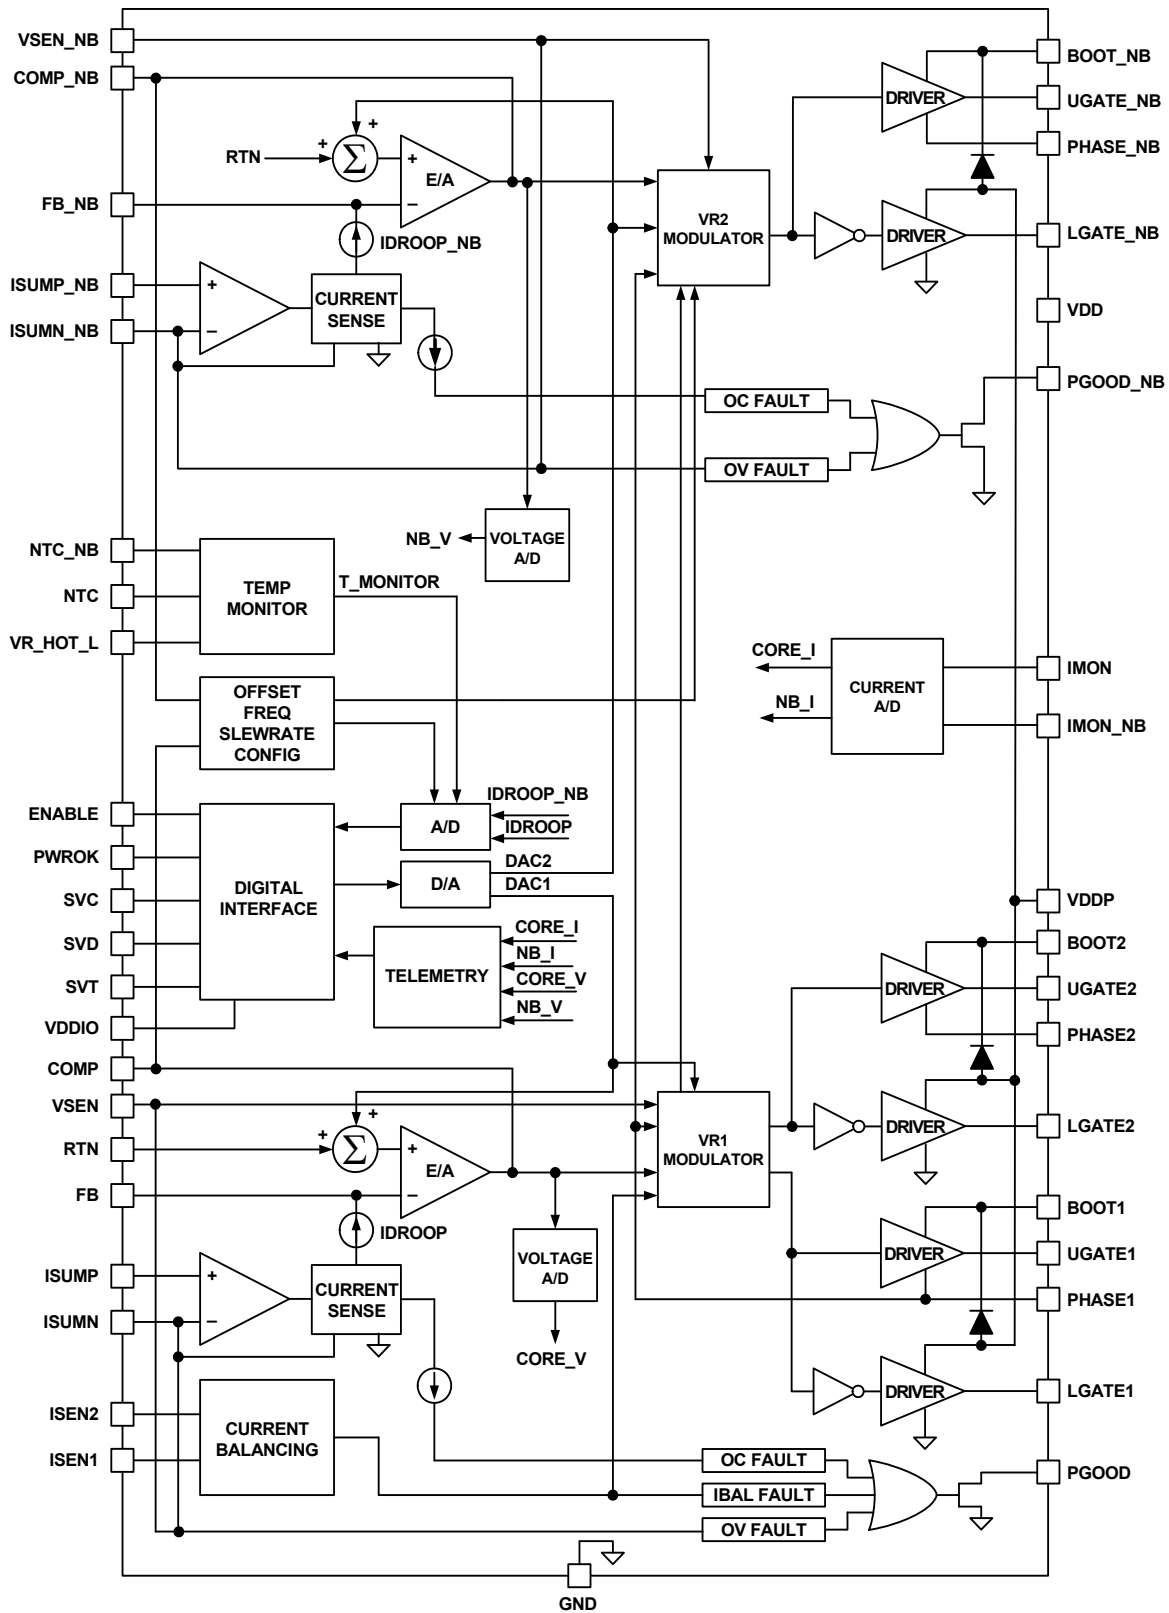 VSEN_NB
COMP_NB
BOOT_NB
UGATE_NB
PHASE_NB
DRIVER
+
+
RTN
Σ
+
E/A
−
FB_NB
IDROOP_NB
VR2
MODULATOR
DRIVER
LGATE_NB
ISUMP_NB
ISUMN_NB
+
−
CURRENT
SENSE
VDD
PGOOD_NB
OC FAULT
OV FAULT
NB_V
VOLTAGE
A/D
NTC_NB
NTC
VR_HOT_L
TEMP
MONITOR
T_MONITOR
CORE_I
NB_I
CURRENT
A/D
IMON
IMON_NB
OFFSET
FREQ
SLEWRATE
CONFIG
ENABLE
PWROK
SVC
SVD
SVT
VDDIO
DIGITAL
INTERFACE
A/D
IDROOP_NB
IDROOP
D/A
DAC2
DAC1
TELEMETRY
CORE_I
NB_I
CORE_V
NB_V
VDDP
BOOT2
UGATE2
PHASE2
DRIVER
COMP
VSEN
RTN
FB
+
+
Σ
+
E/A
−
IDROOP
VR1
MODULATOR
DRIVER
LGATE2
BOOT1
UGATE1
PHASE1
DRIVER
VOLTAGE
A/D
CORE_V
ISUMP
ISUMN
+
−
CURRENT
SENSE
DRIVER
LGATE1
ISEN2
ISEN1
CURRENT
BALANCING
OC FAULT
IBAL FAULT
OV FAULT
PGOOD
GND